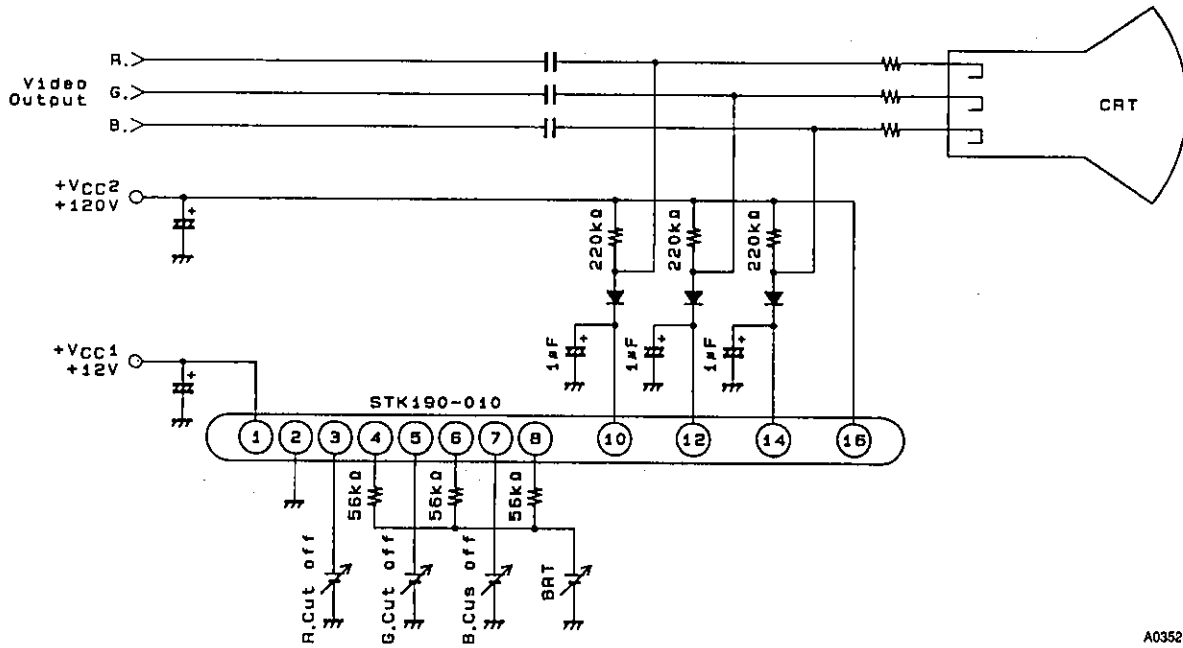 R.
Video
Output
G.
B.
CRT
+VCC2
+120V
220kΩ
220kΩ
220kΩ
1µF
1µF
1µF
+VCC1
+12V
STK190-010
1 2 3 4 5 6 7 8 10 12 14 16
56kΩ
56kΩ
56kΩ
R.Cut off
G.Cut off
B.Cus off
BRT
A0352